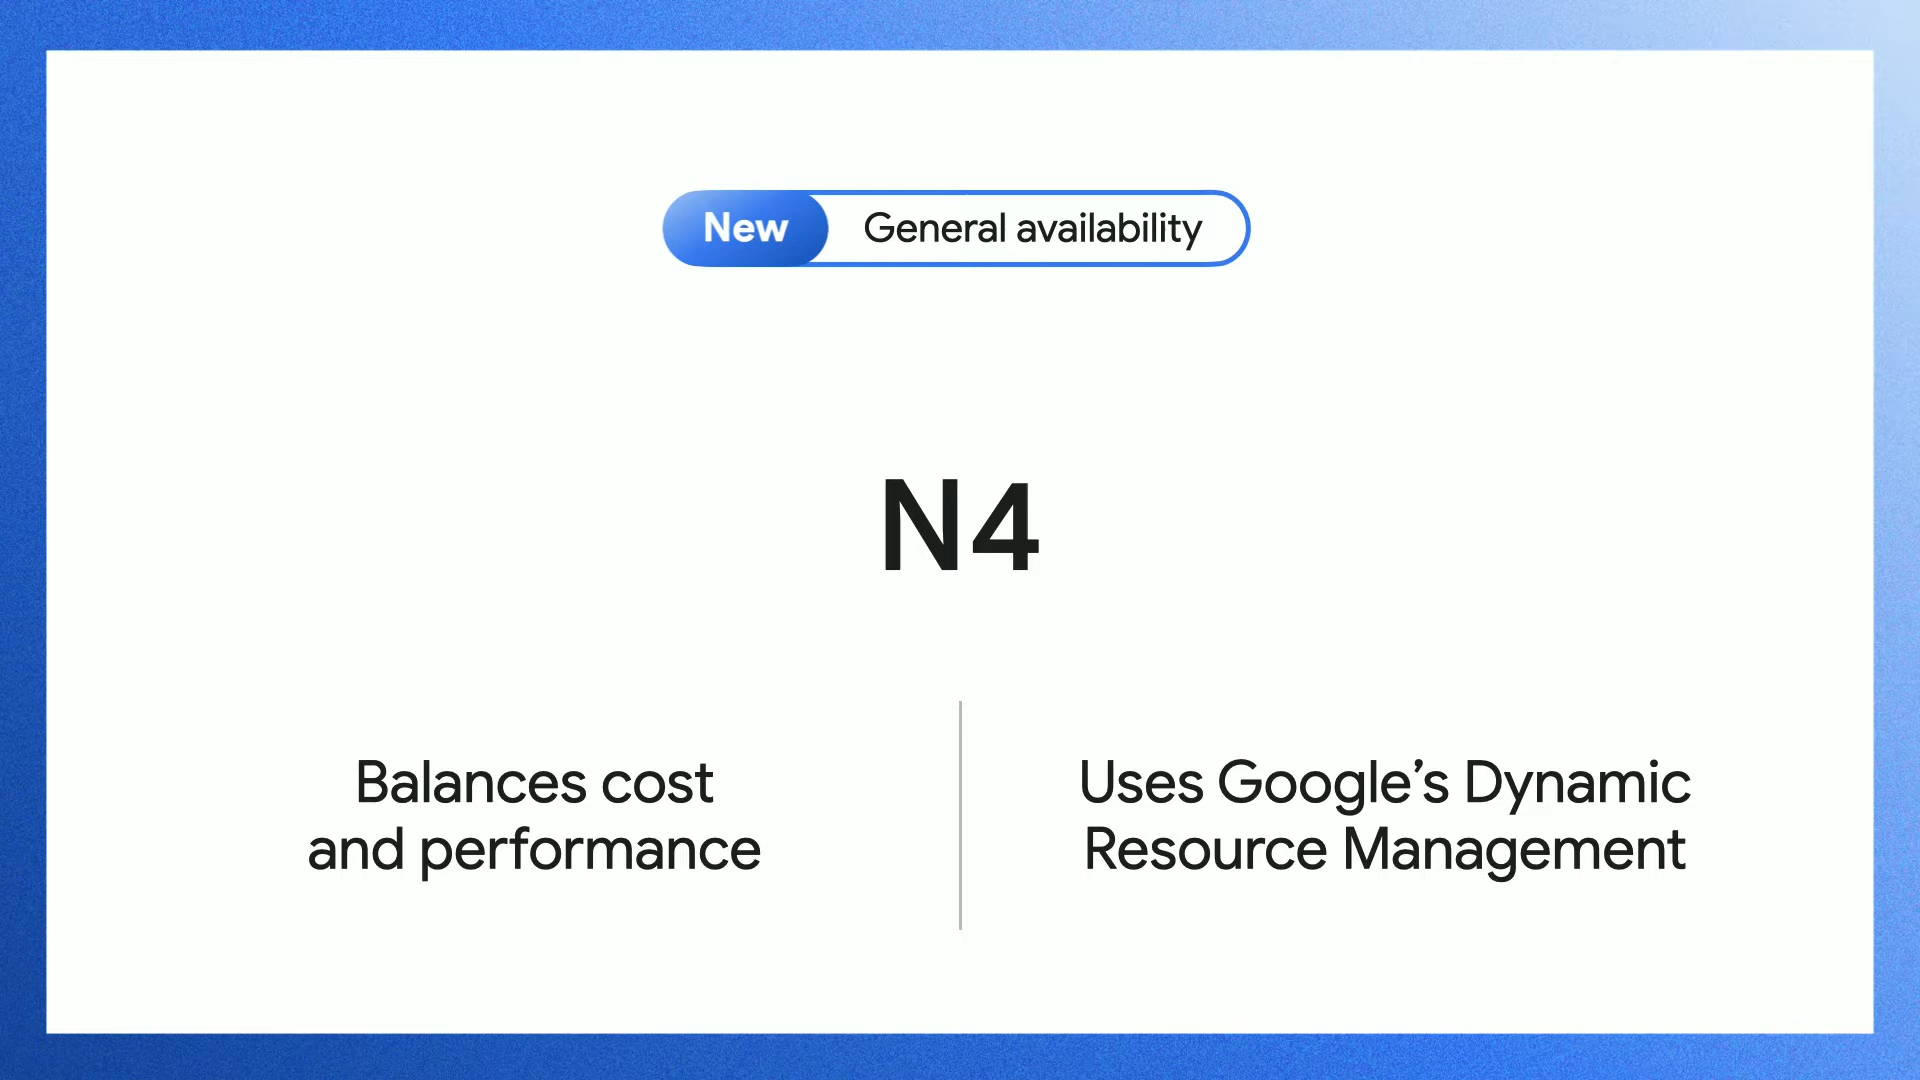 New General availability
N4
Balances cost
and performance
Uses Google’s Dynamic
Resource Management